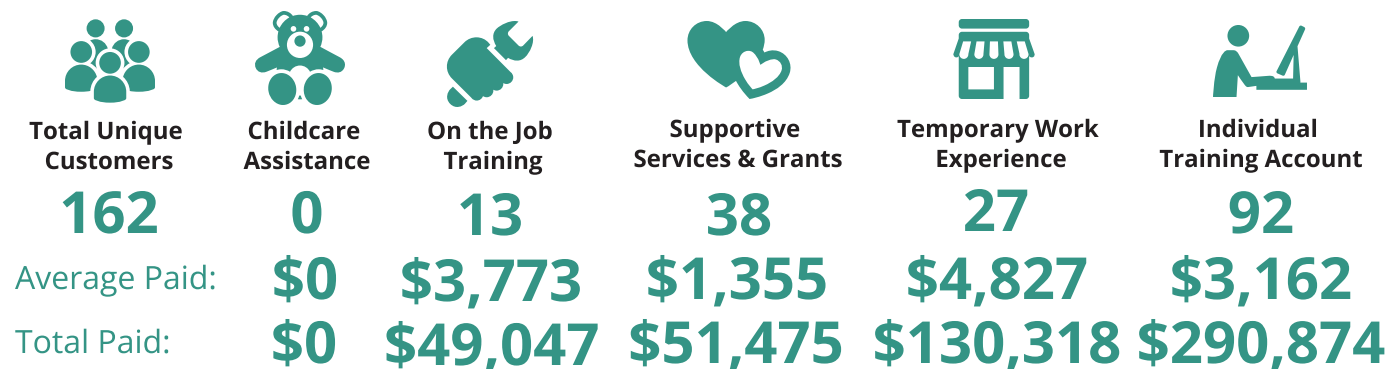 Total Unique
Customers
162
Childcare
Assistance
0
On the Job
Training
13
Supportive
Services & Grants
38
Temporary Work
Experience
27
Individual
Training Account
92
Average Paid: $0 $3,773 $1,355 $4,827 $3,162
Total Paid: $0 $49,047 $51,475 $130,318 $290,874